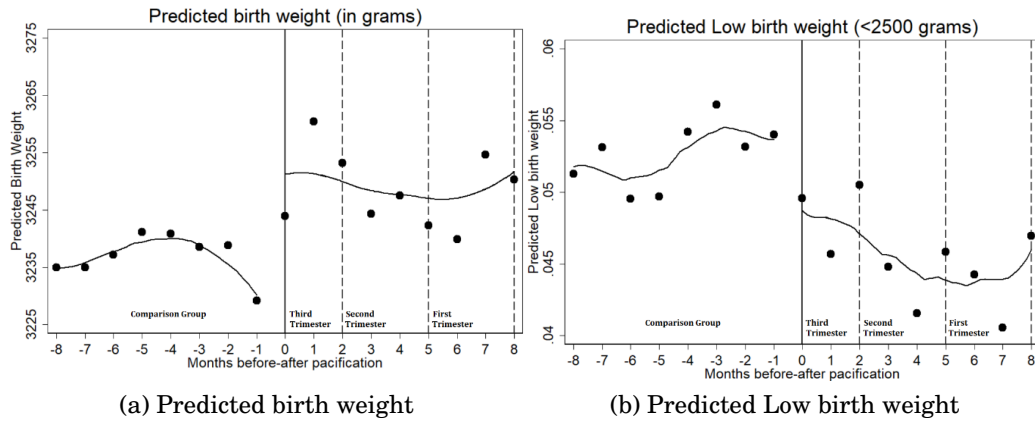 Predicted birth weight (in grams)
Predicted Birth Weight
3275
3265
3255
3245
3235
3225
Comparison Group
Third
Trimester
Second
Trimester
First
Trimester
-8 -7 -6 -5 -4 -3 -2 -1 0 1 2 3 4 5 6 7 8
Months before-after pacification
(a) Predicted birth weight
Predicted Low birth weight (<2500 grams)
Predicted Low birth weight
.06
.055
.05
.045
.04
Comparison Group
Third
Trimester
Second
Trimester
First
Trimester
-8 -7 -6 -5 -4 -3 -2 -1 0 1 2 3 4 5 6 7 8
Months before-after pacification
(b) Predicted Low birth weight